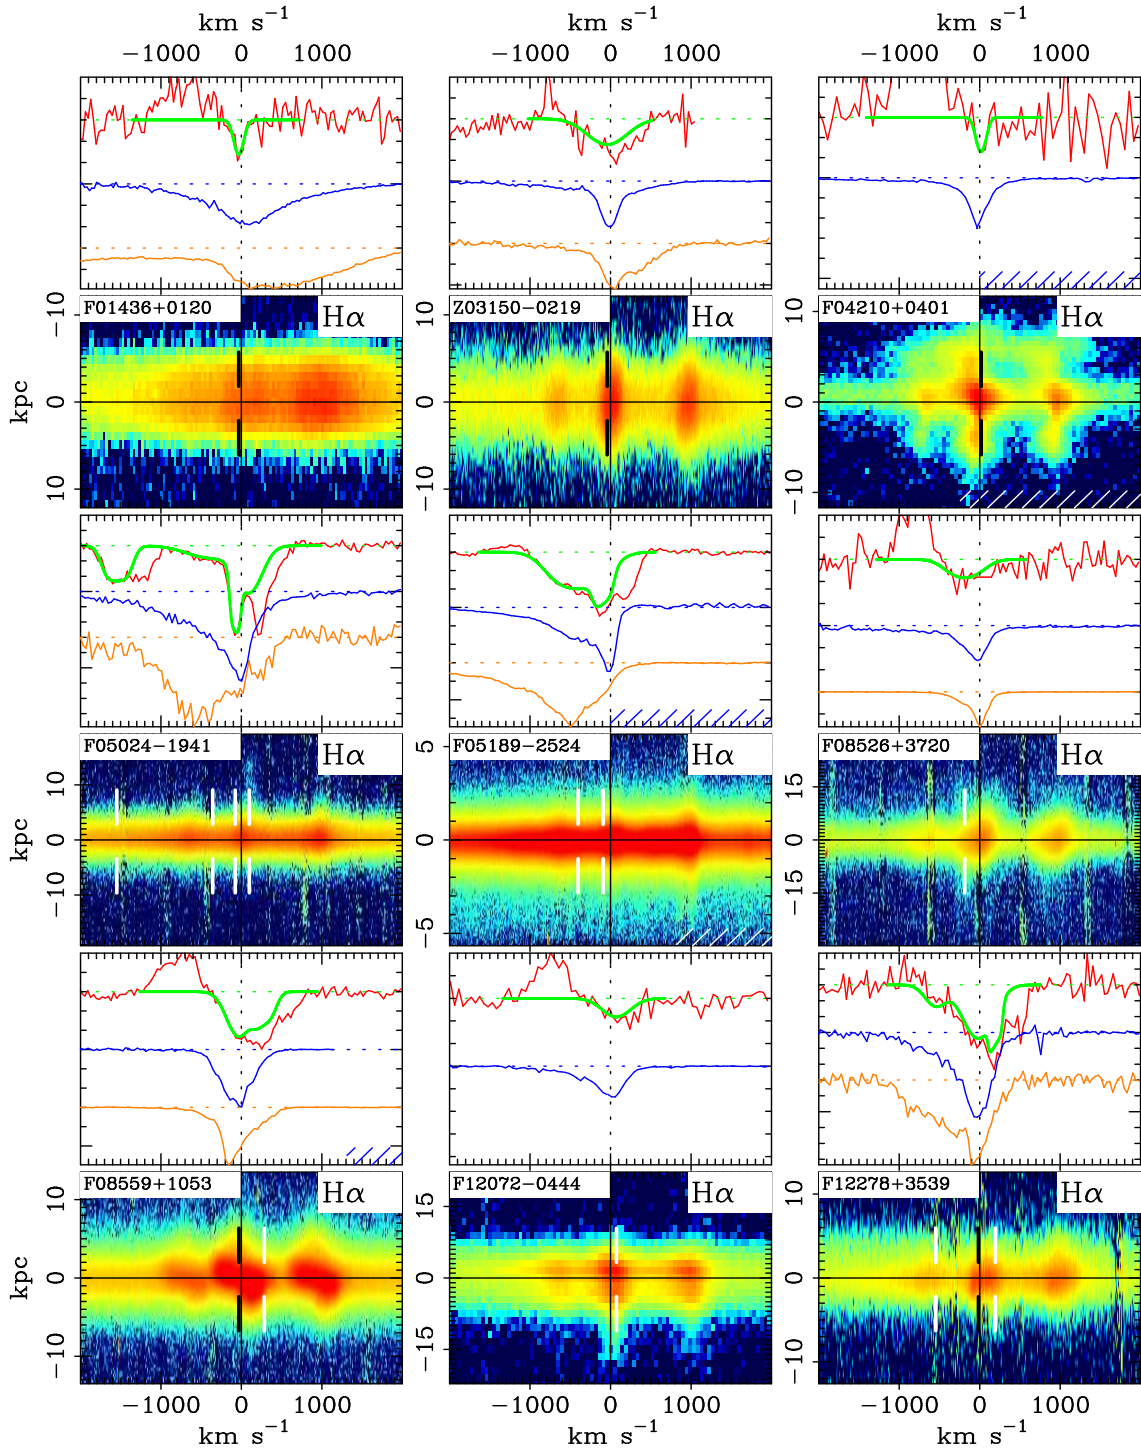 km s⁻¹ km s⁻¹ km s⁻¹
−1000 0 1000 −1000 0 1000 −1000 0 1000
F01436+0120 Hα Z03150−0219 Hα F04210+0401 Hα
kpc
−10 0 10
10 0 −10
10 0 −10
F05024−1941 Hα F05189−2524 Hα F08526+3720 Hα
kpc
10 0 −10
5 0 −5
15 0 −15
F08559+1053 Hα F12072−0444 Hα F12278+3539 Hα
kpc
10 0 −10
15 0 −15
10 0 −10
−1000 0 1000 −1000 0 1000 −1000 0 1000
km s⁻¹ km s⁻¹ km s⁻¹